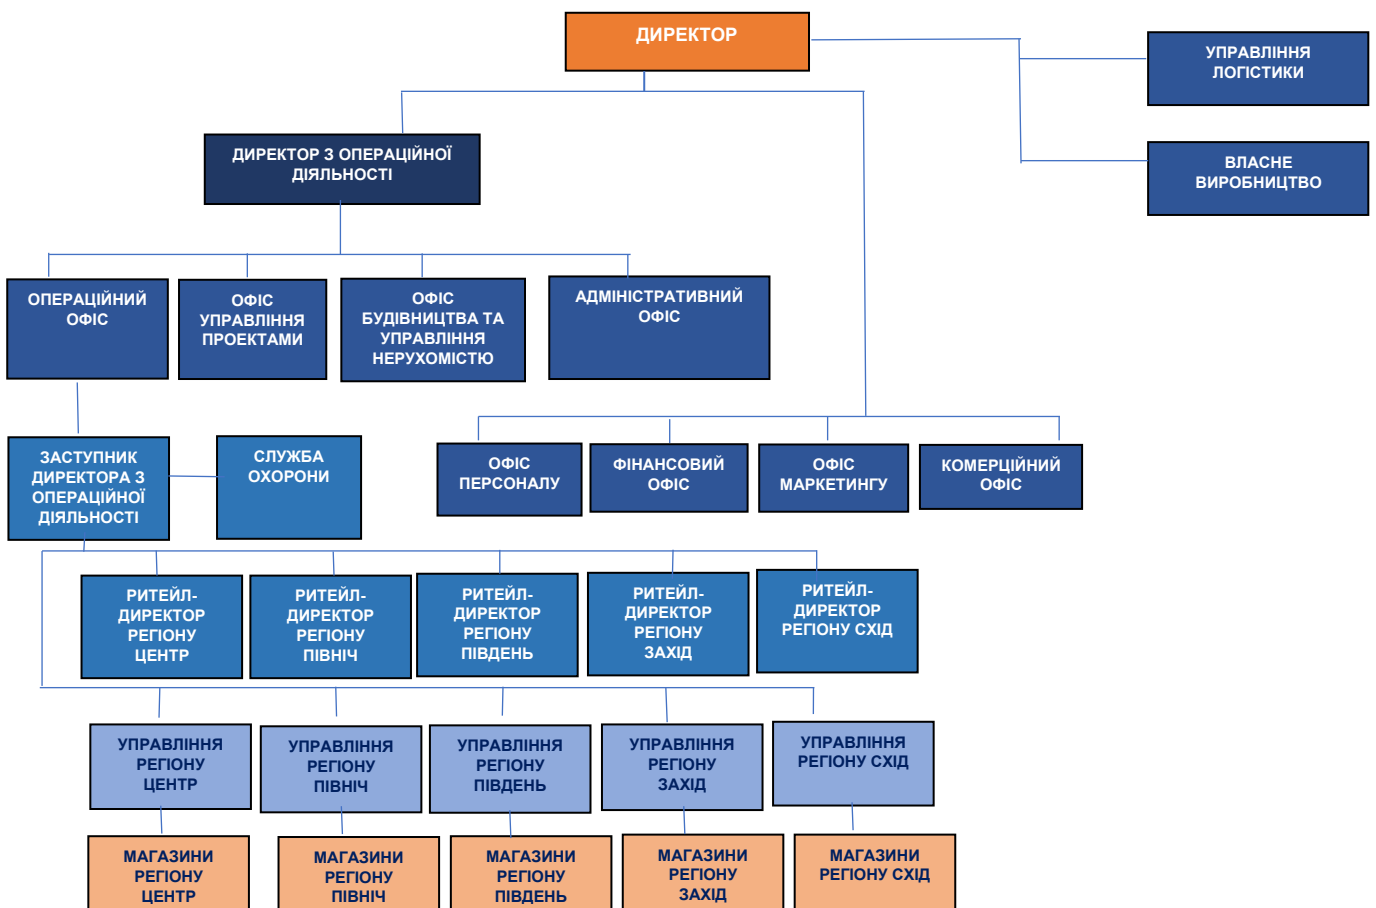 ДИРЕКТОР
УПРАВЛІННЯ
ЛОГІСТИКИ
ДИРЕКТОР З ОПЕРАЦІЙНОЇ
ДІЯЛЬНОСТІ
ВЛАСНЕ
ВИРОБНИЦТВО
ОПЕРАЦІЙНИЙ
ОФІС
ОФІС
УПРАВЛІННЯ
ПРОЕКТАМИ
ОФІС
БУДІВНИЦТВА ТА
УПРАВЛІННЯ
НЕРУХОМІСТЮ
АДМІНІСТРАТИВНИЙ
ОФІС
ЗАСТУПНИК
ДИРЕКТОРА З
ОПЕРАЦІЙНОЇ
ДІЯЛЬНОСТІ
СЛУЖБА
ОХОРОНИ
ОФІС
ПЕРСОНАЛУ
ФІНАНСОВИЙ
ОФІС
ОФІС
МАРКЕТИНГУ
КОМЕРЦІЙНИЙ
ОФІС
РИТЕЙЛ-
ДИРЕКТОР
РЕГІОНУ
ЦЕНТР
РИТЕЙЛ-
ДИРЕКТОР
РЕГІОНУ
ПІВНІЧ
РИТЕЙЛ-
ДИРЕКТОР
РЕГІОНУ
ПІВДЕНЬ
РИТЕЙЛ-
ДИРЕКТОР
РЕГІОНУ
ЗАХІД
РИТЕЙЛ-
ДИРЕКТОР
РЕГІОНУ СХІД
УПРАВЛІННЯ
РЕГІОНУ
ЦЕНТР
УПРАВЛІННЯ
РЕГІОНУ
ПІВНІЧ
УПРАВЛІННЯ
РЕГІОНУ
ПІВДЕНЬ
УПРАВЛІННЯ
РЕГІОНУ
ЗАХІД
УПРАВЛІННЯ
РЕГІОНУ СХІД
МАГАЗИНИ
РЕГІОНУ
ЦЕНТР
МАГАЗИНИ
РЕГІОНУ
ПІВНІЧ
МАГАЗИНИ
РЕГІОНУ
ПІВДЕНЬ
МАГАЗИНИ
РЕГІОНУ
ЗАХІД
МАГАЗИНИ
РЕГІОНУ СХІД